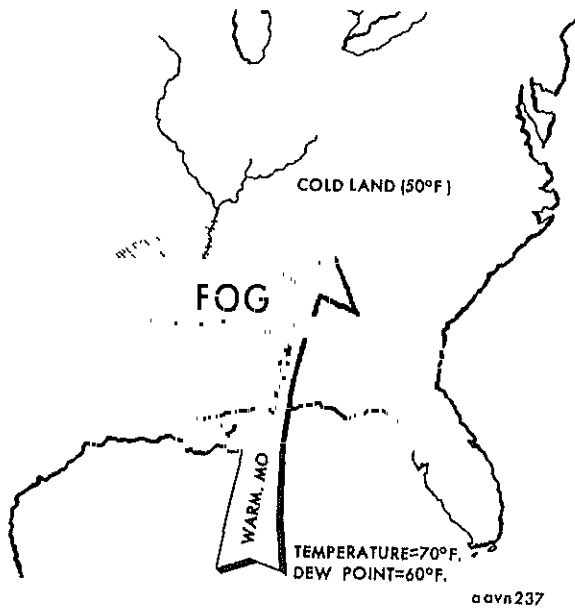 COLD LAND (50°F)
FOG
WARM, MO
TEMPERATURE=70°F.
DEW POINT=60°F.
aavn237